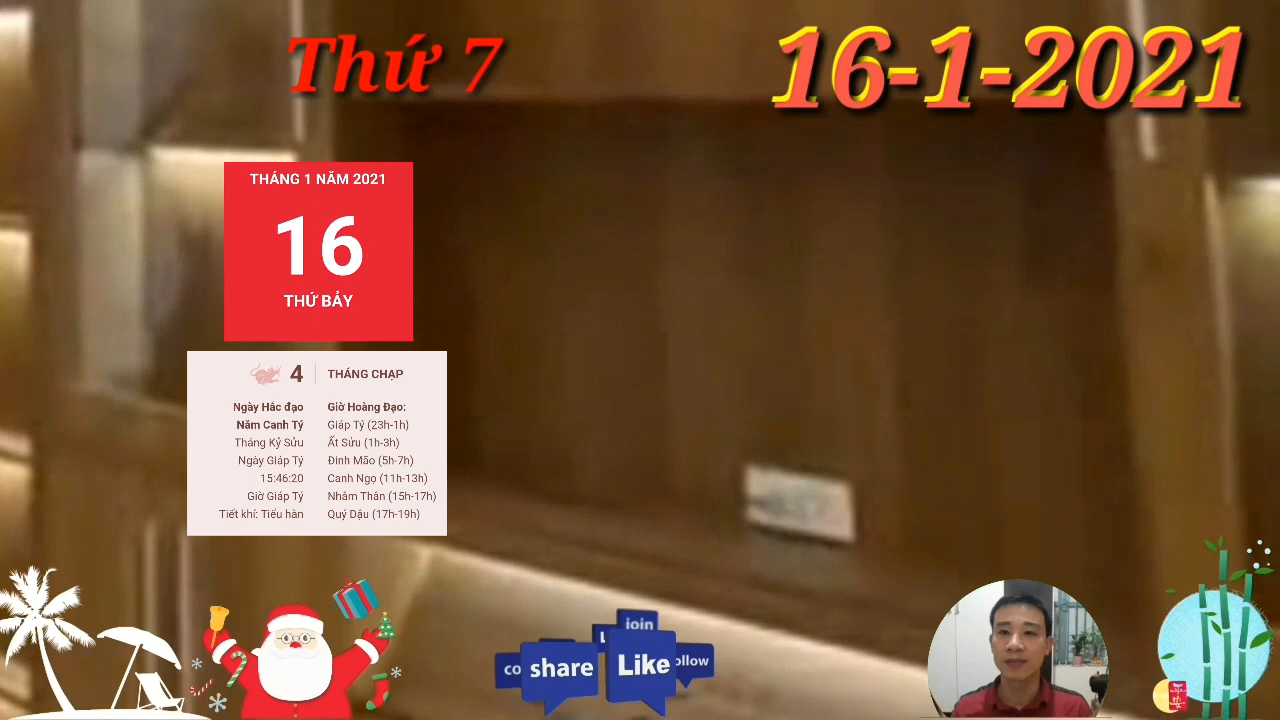 Thứ 7
16-1-2021
THÁNG 1 NĂM 2021
16
THỨ BẢY
4 THÁNG CHẠP
Ngày Hắc đạo
Năm Canh Tý
Tháng Kỷ Sửu
Ngày Giáp Tý
15:46:20
Giờ Giáp Tý
Tiết khí: Tiểu hàn
Giờ Hoàng Đạo:
Giáp Tý (23h-1h)
Ất Sửu (1h-3h)
Đinh Mão (5h-7h)
Canh Ngọ (11h-13h)
Nhâm Thân (15h-17h)
Quý Dậu (17h-19h)
join
share
Like
ollow